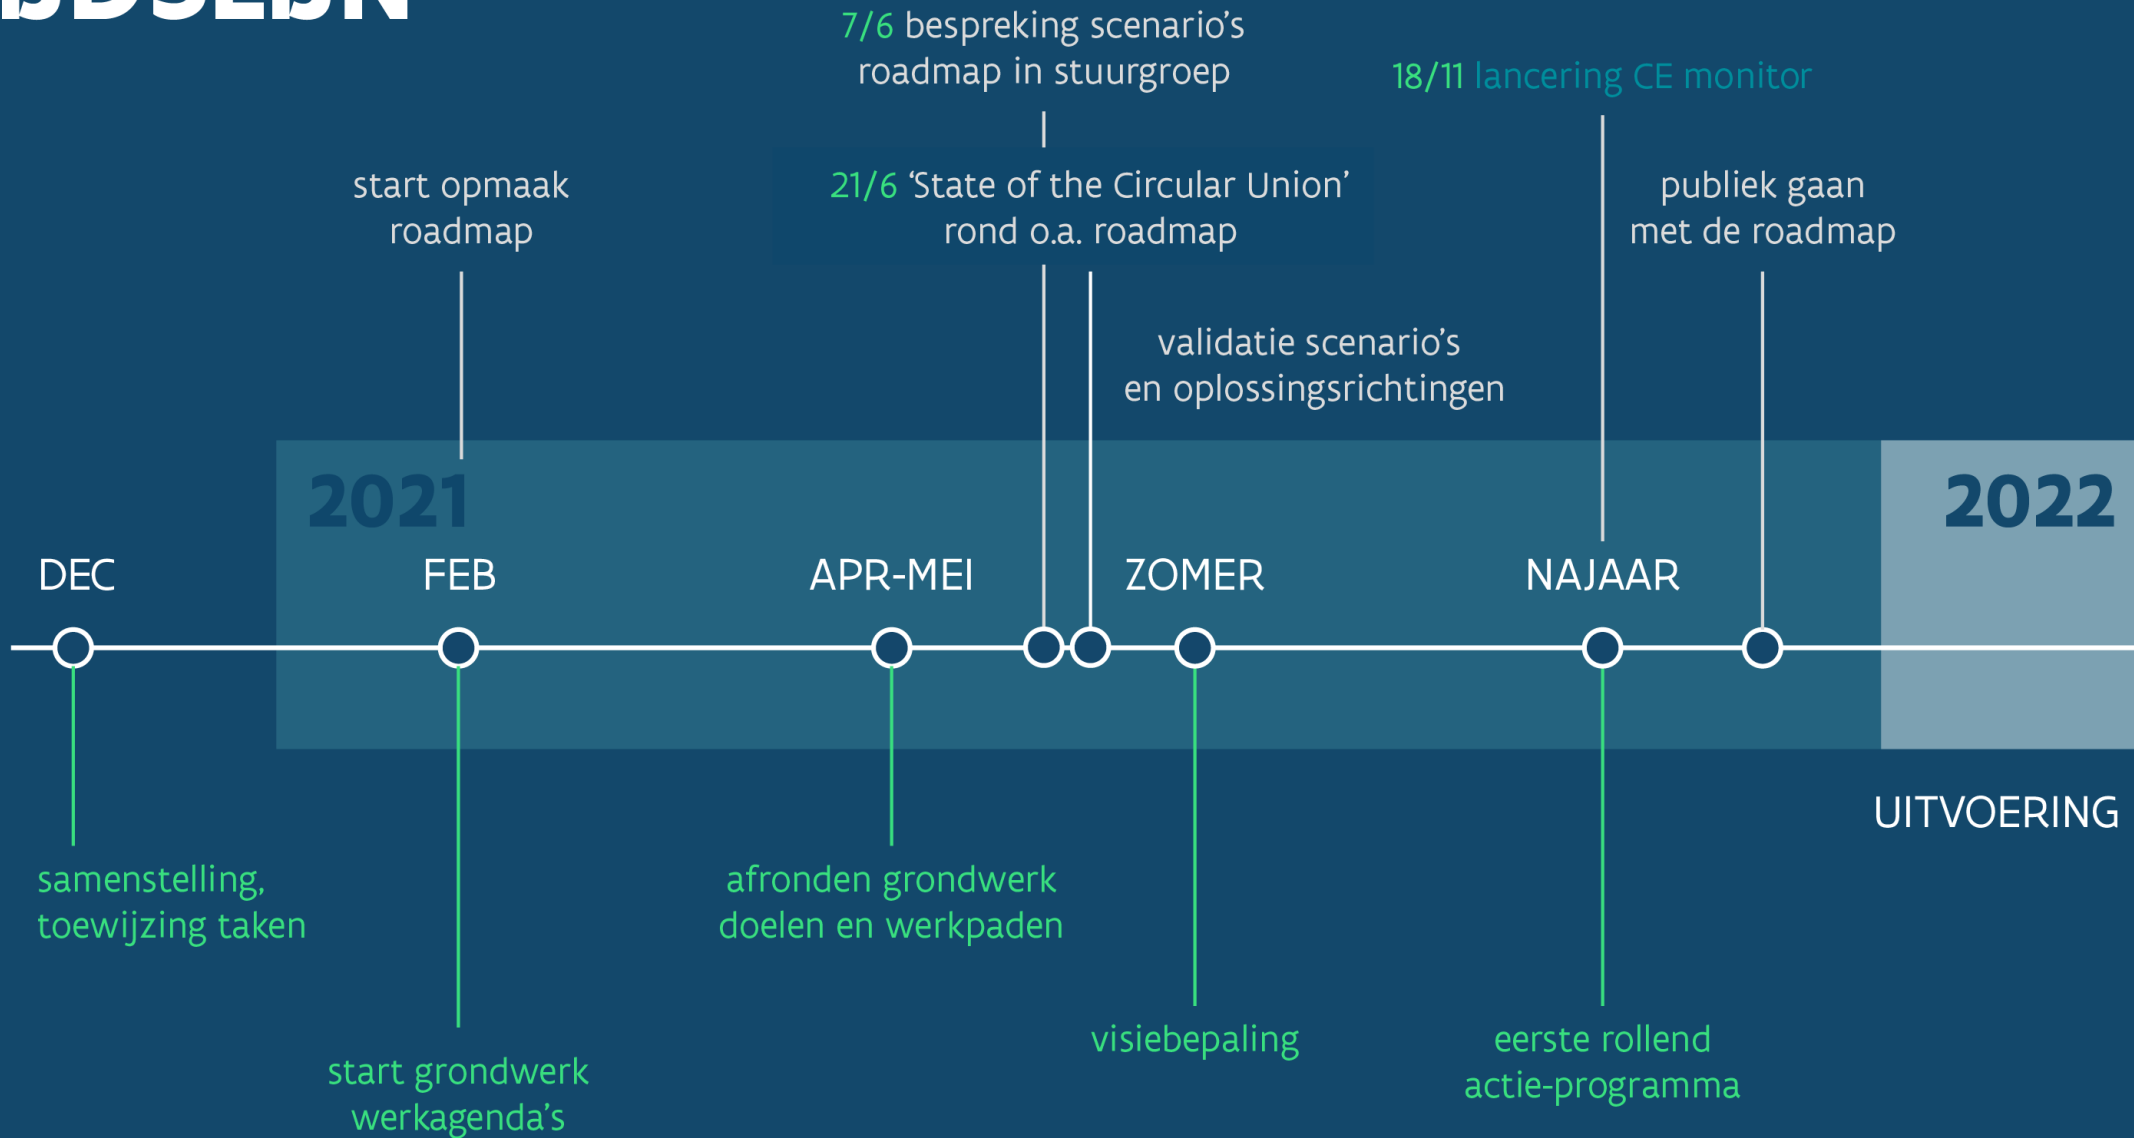 7/6 bespreking scenario’s
roadmap in stuurgroep
18/11 lancering CE monitor
start opmaak
roadmap
21/6 ‘State of the Circular Union’
rond o.a. roadmap
publiek gaan
met de roadmap
validatie scenario’s
en oplossingsrichtingen
2021
2022
DEC
FEB
APR-MEI
ZOMER
NAJAAR
UITVOERING
samenstelling,
toewijzing taken
afronden grondwerk
doelen en werkpaden
visiebepaling
eerste rollend
actie-programma
start grondwerk
werkagenda’s